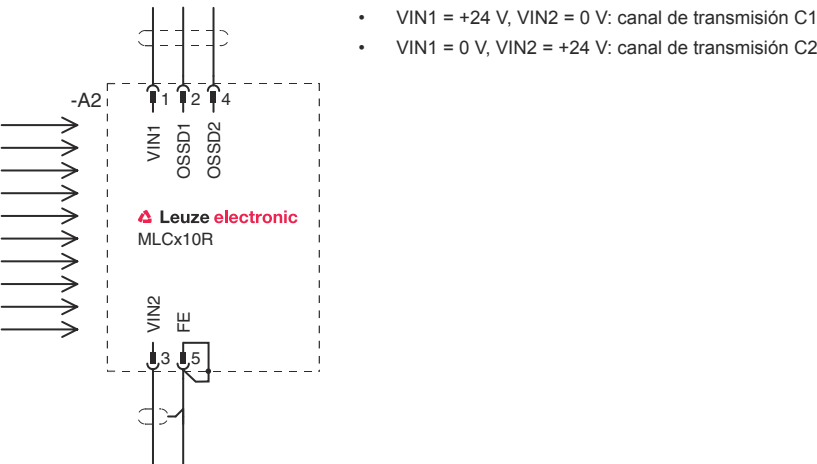 • VIN1 = +24 V, VIN2 = 0 V: canal de transmisión C1
• VIN1 = 0 V, VIN2 = +24 V: canal de transmisión C2
-A2
1 2 4
VIN1
OSSD1
OSSD2
Leuze electronic
MLCx10R
VIN2
FE
3 5